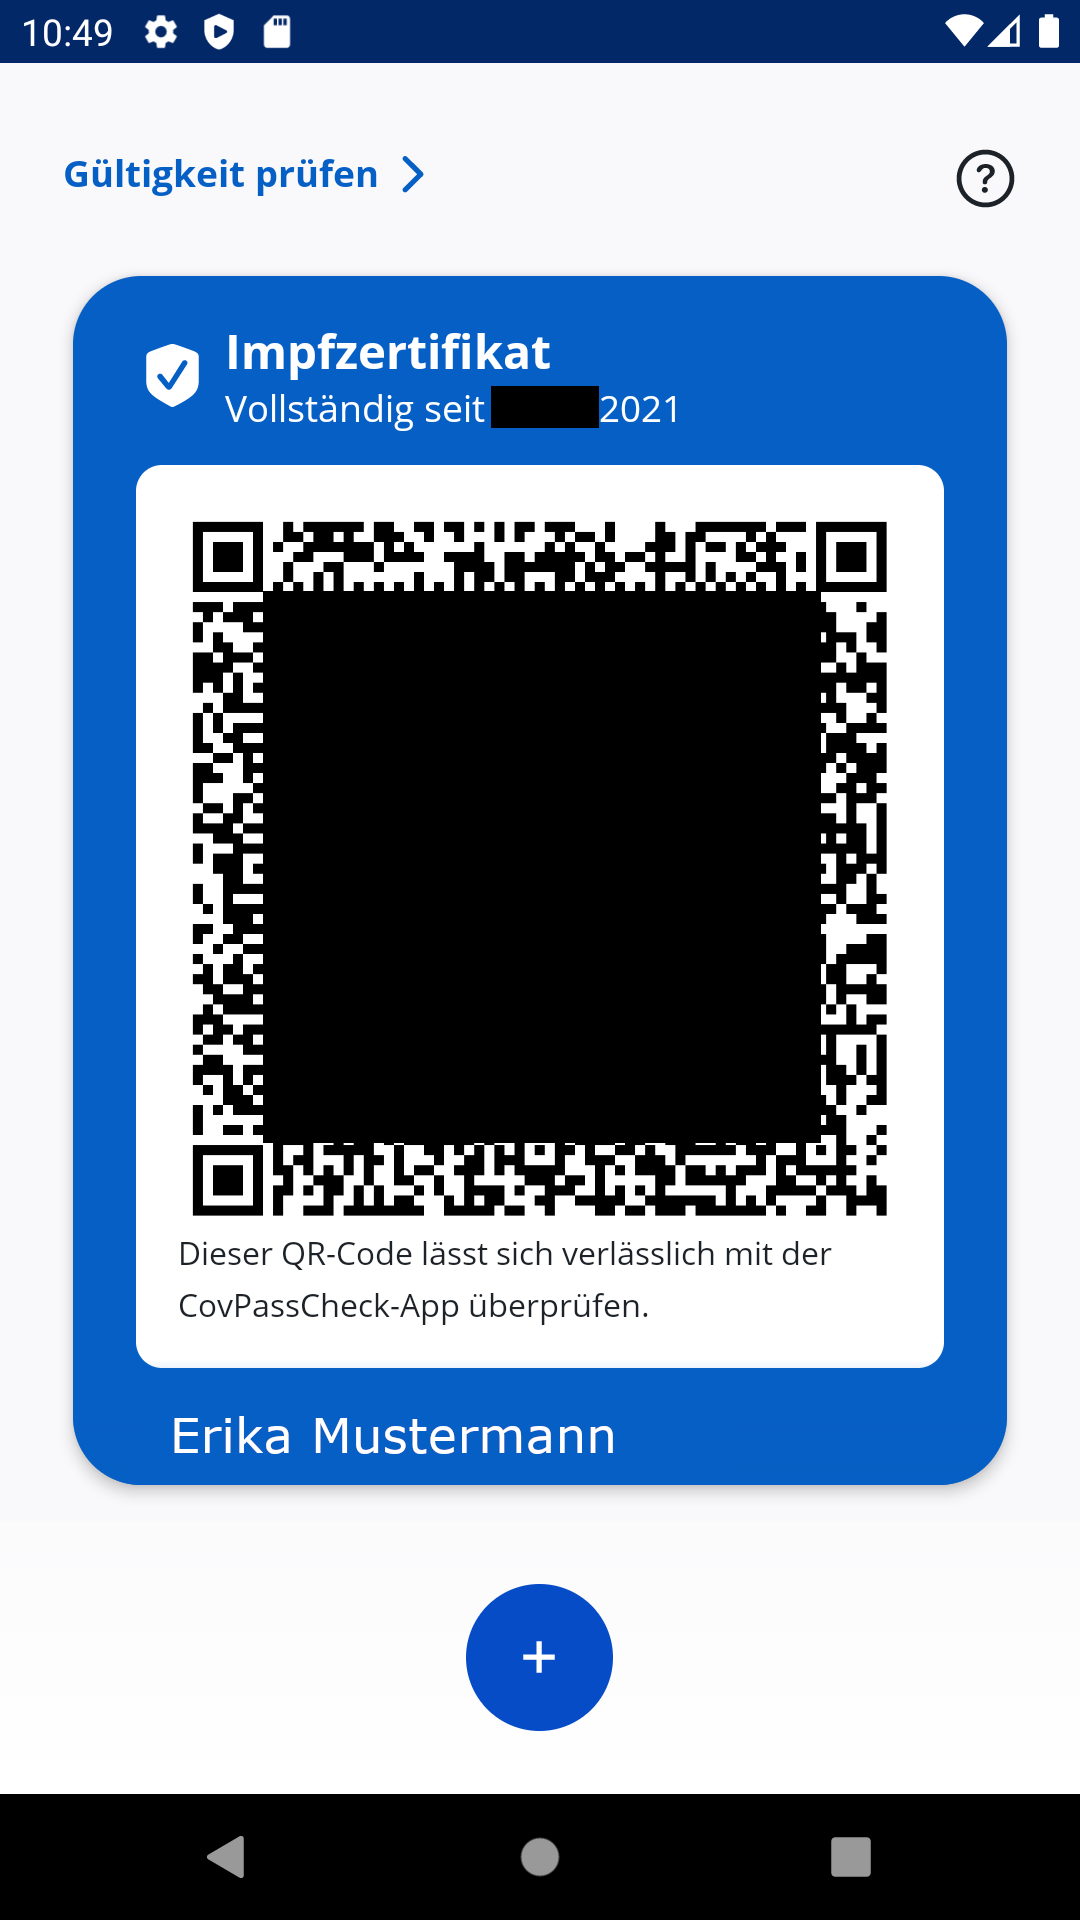 10:49
Gültigkeit prüfen
Impfzertifikat
Vollständig seit 2021
Dieser QR-Code lässt sich verlässlich mit der
CovPassCheck-App überprüfen.
Erika Mustermann